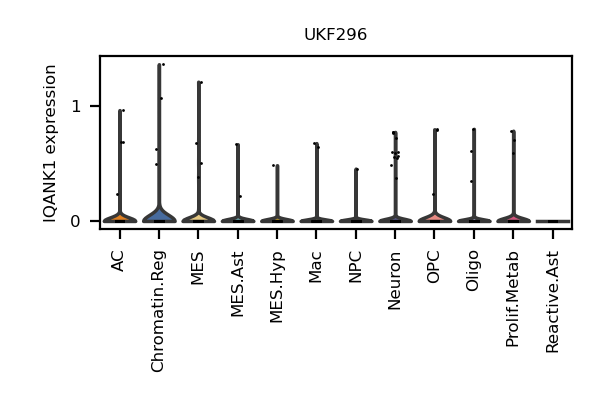 UKF296
IQANK1 expression
1
0
AC
Chromatin.Reg
MES
MES.Ast
MES.Hyp
Mac
NPC
Neuron
OPC
Oligo
Prolif.Metab
Reactive.Ast